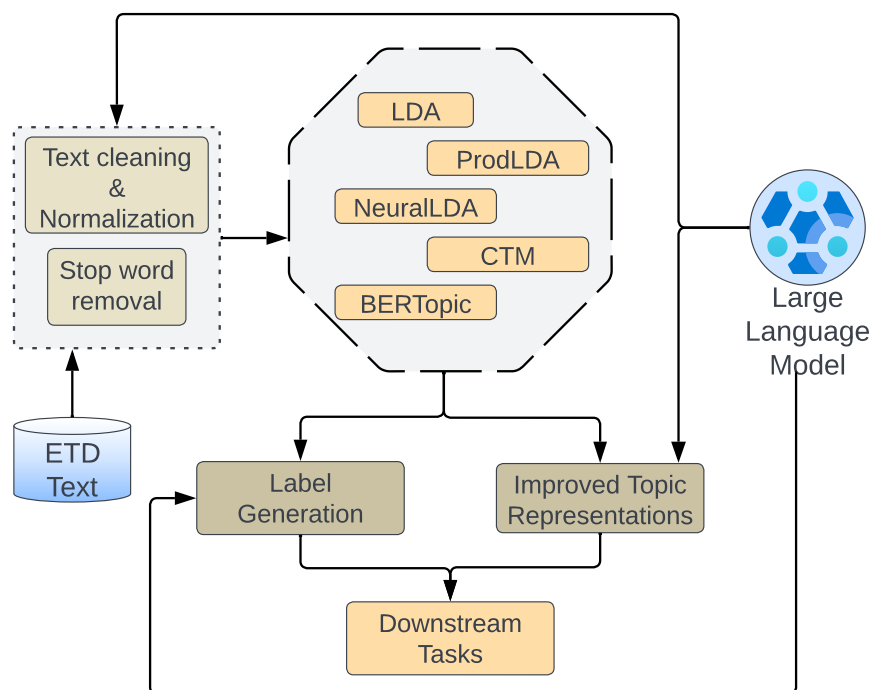 LDA
ProdLDA
NeuralLDA
CTM
BERTopic
Text cleaning
&
Normalization
Stop word
removal
Large
Language
Model
ETD
Text
Label
Generation
Improved Topic
Representations
Downstream
Tasks